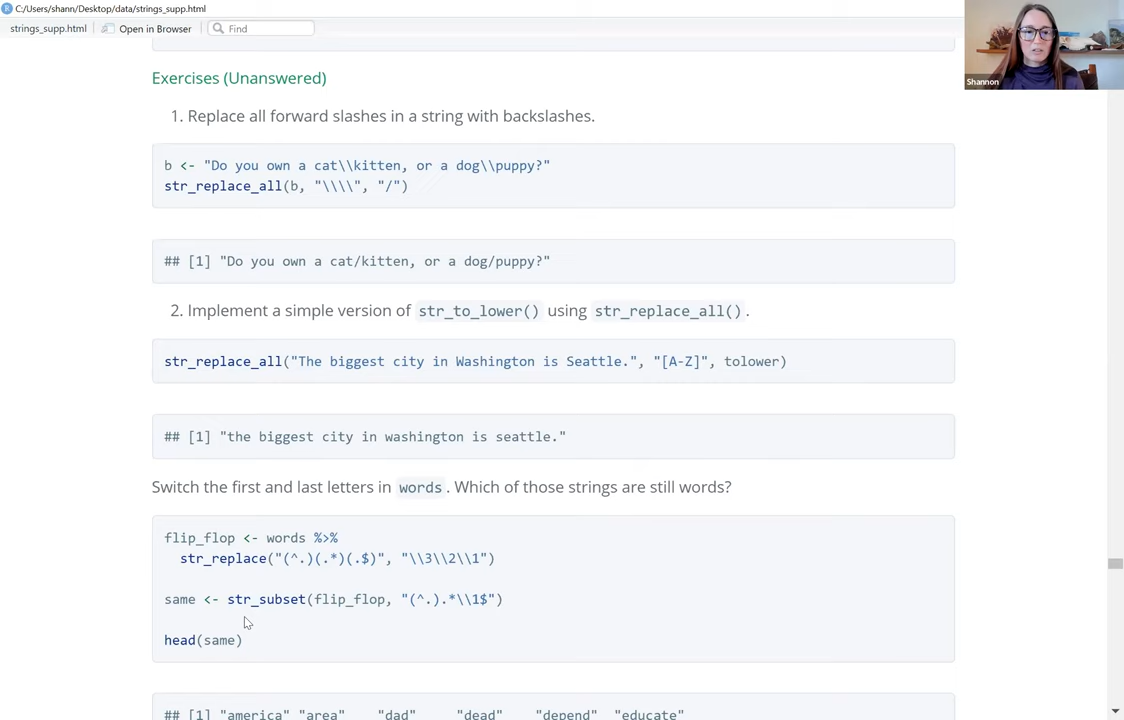 C:/Users/shann/Desktop/data/strings_supp.html
strings_supp.html Open in Browser Find
Shannon
Exercises (Unanswered)
1. Replace all forward slashes in a string with backslashes.
b <- "Do you own a cat\\kitten, or a dog\\puppy?"
str_replace_all(b, "\\\\", "/")
## [1] "Do you own a cat/kitten, or a dog/puppy?"
2. Implement a simple version of str_to_lower() using str_replace_all().
str_replace_all("The biggest city in Washington is Seattle.", "[A-Z]", tolower)
## [1] "the biggest city in washington is seattle."
Switch the first and last letters in words. Which of those strings are still words?
flip_flop <- words %>%
str_replace("(^.)(.*)(.$)", "\\3\\2\\1")
same <- str_subset(flip_flop, "(^.).*\\1$")
head(same)
## [1] "america" "area" "dad" "dead" "depend" "educate"